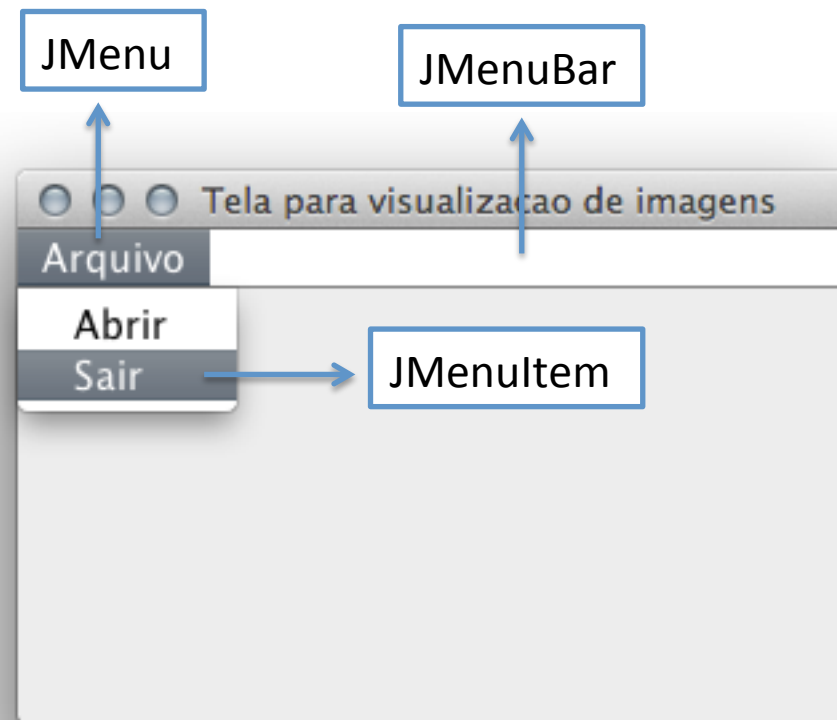 JMenu
JMenuBar
Tela para visualizacao de imagens
Arquivo
Abrir
Sair
JMenuItem